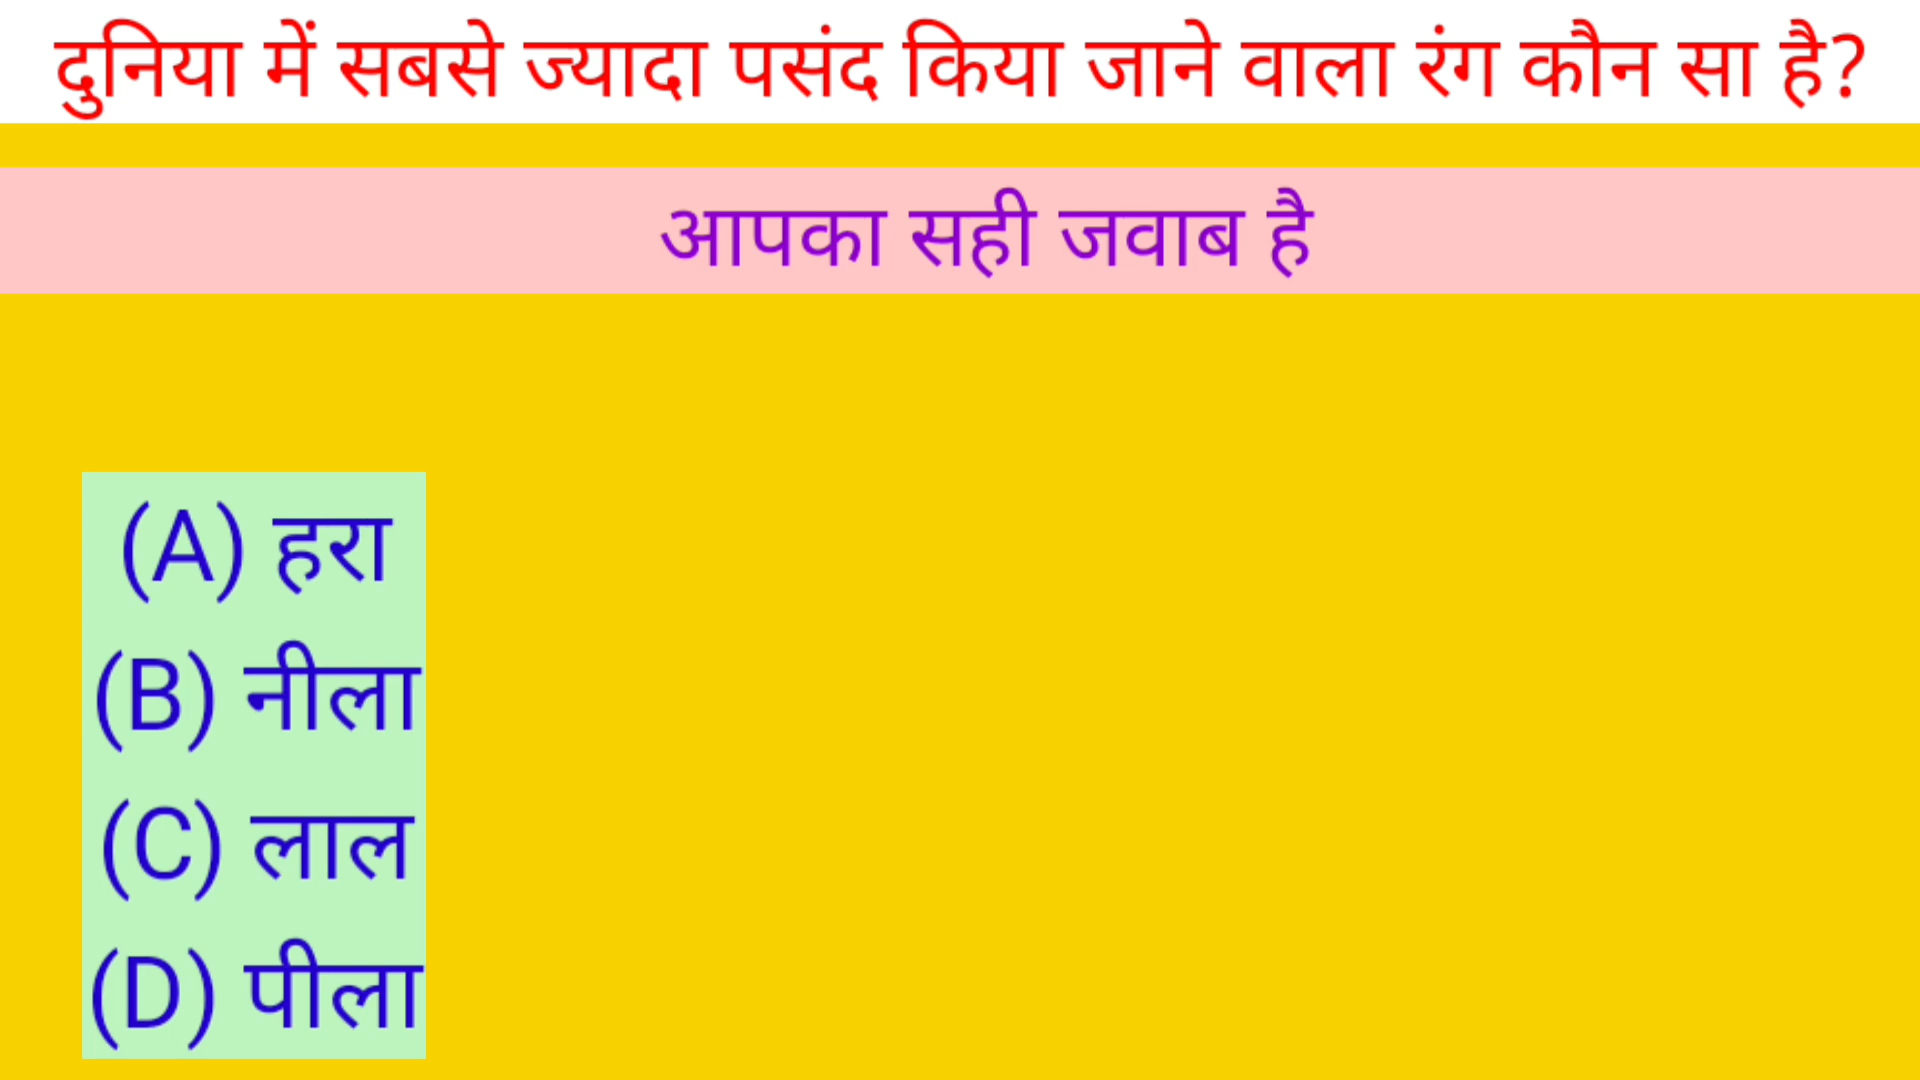 दुनिया में सबसे ज्यादा पसंद किया जाने वाला रंग कौन सा है?
आपका सही जवाब है
(A) हरा
(B) नीला
(C) लाल
(D) पीला